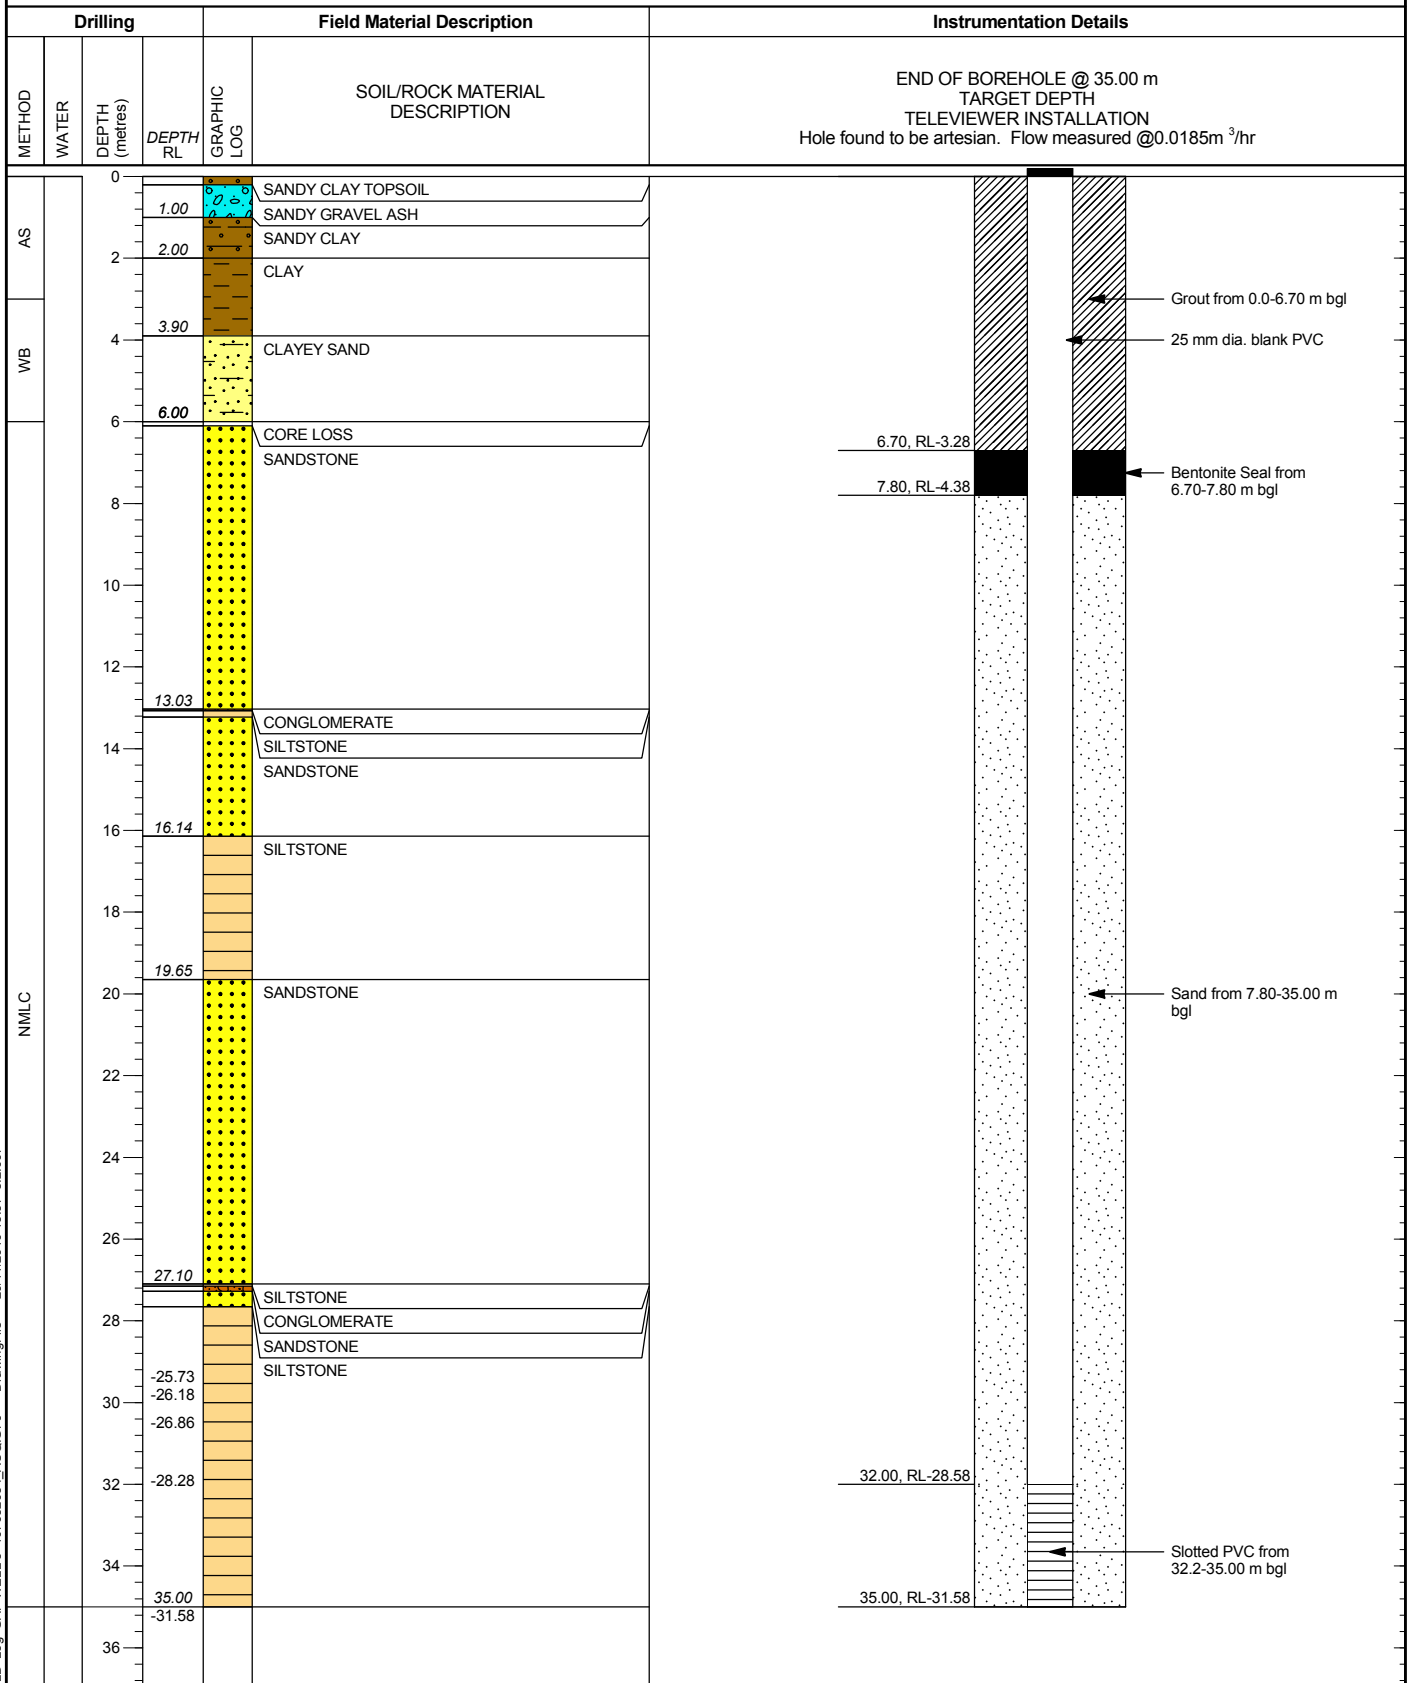 Drilling
Field Material Description
Instrumentation Details
METHOD
WATER
DEPTH
(metres)
DEPTH
RL
GRAPHIC
LOG
SOIL/ROCK MATERIAL
DESCRIPTION
END OF BOREHOLE @ 35.00 m
TARGET DEPTH
TELEVIEWER INSTALLATION
Hole found to be artesian. Flow measured @0.0185m ³/hr
AS
WB
NMLC
0
2
4
6
8
10
12
14
16
18
20
22
24
26
28
30
32
34
36
1.00
2.00
3.90
6.00
13.03
16.14
19.65
27.10
-25.73
-26.18
-26.86
-28.28
35.00
-31.58
SANDY CLAY TOPSOIL
SANDY GRAVEL ASH
SANDY CLAY
CLAY
CLAYEY SAND
CORE LOSS
SANDSTONE
CONGLOMERATE
SILTSTONE
SANDSTONE
SILTSTONE
SANDSTONE
SILTSTONE
CONGLOMERATE
SANDSTONE
SILTSTONE
6.70, RL-3.28
7.80, RL-4.38
32.00, RL-28.58
35.00, RL-31.58
Grout from 0.0-6.70 m bgl
25 mm dia. blank PVC
Bentonite Seal from
6.70-7.80 m bgl
Sand from 7.80-35.00 m
bgl
Slotted PVC from
32.2-35.00 m bgl